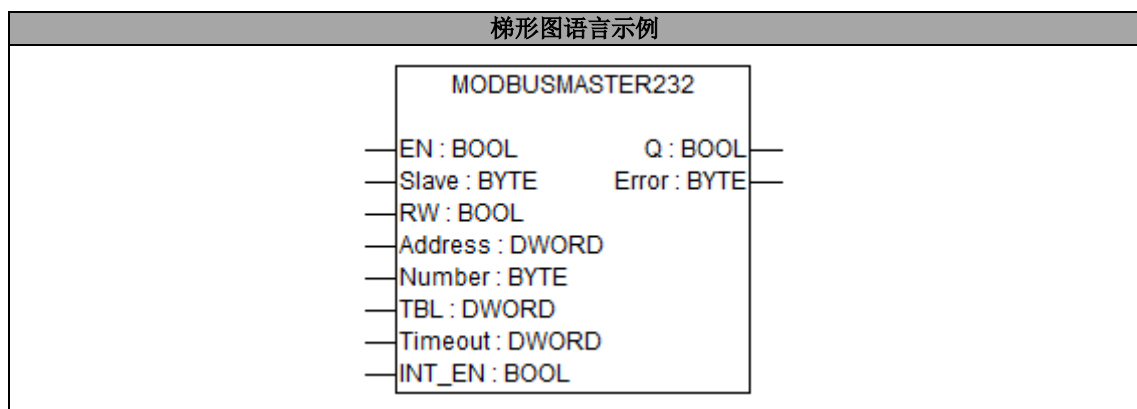 梯形图语言示例
MODBUSMASTER232
EN : BOOL Q : BOOL
Slave : BYTE Error : BYTE
RW : BOOL
Address : DWORD
Number : BYTE
TBL : DWORD
Timeout : DWORD
INT_EN : BOOL